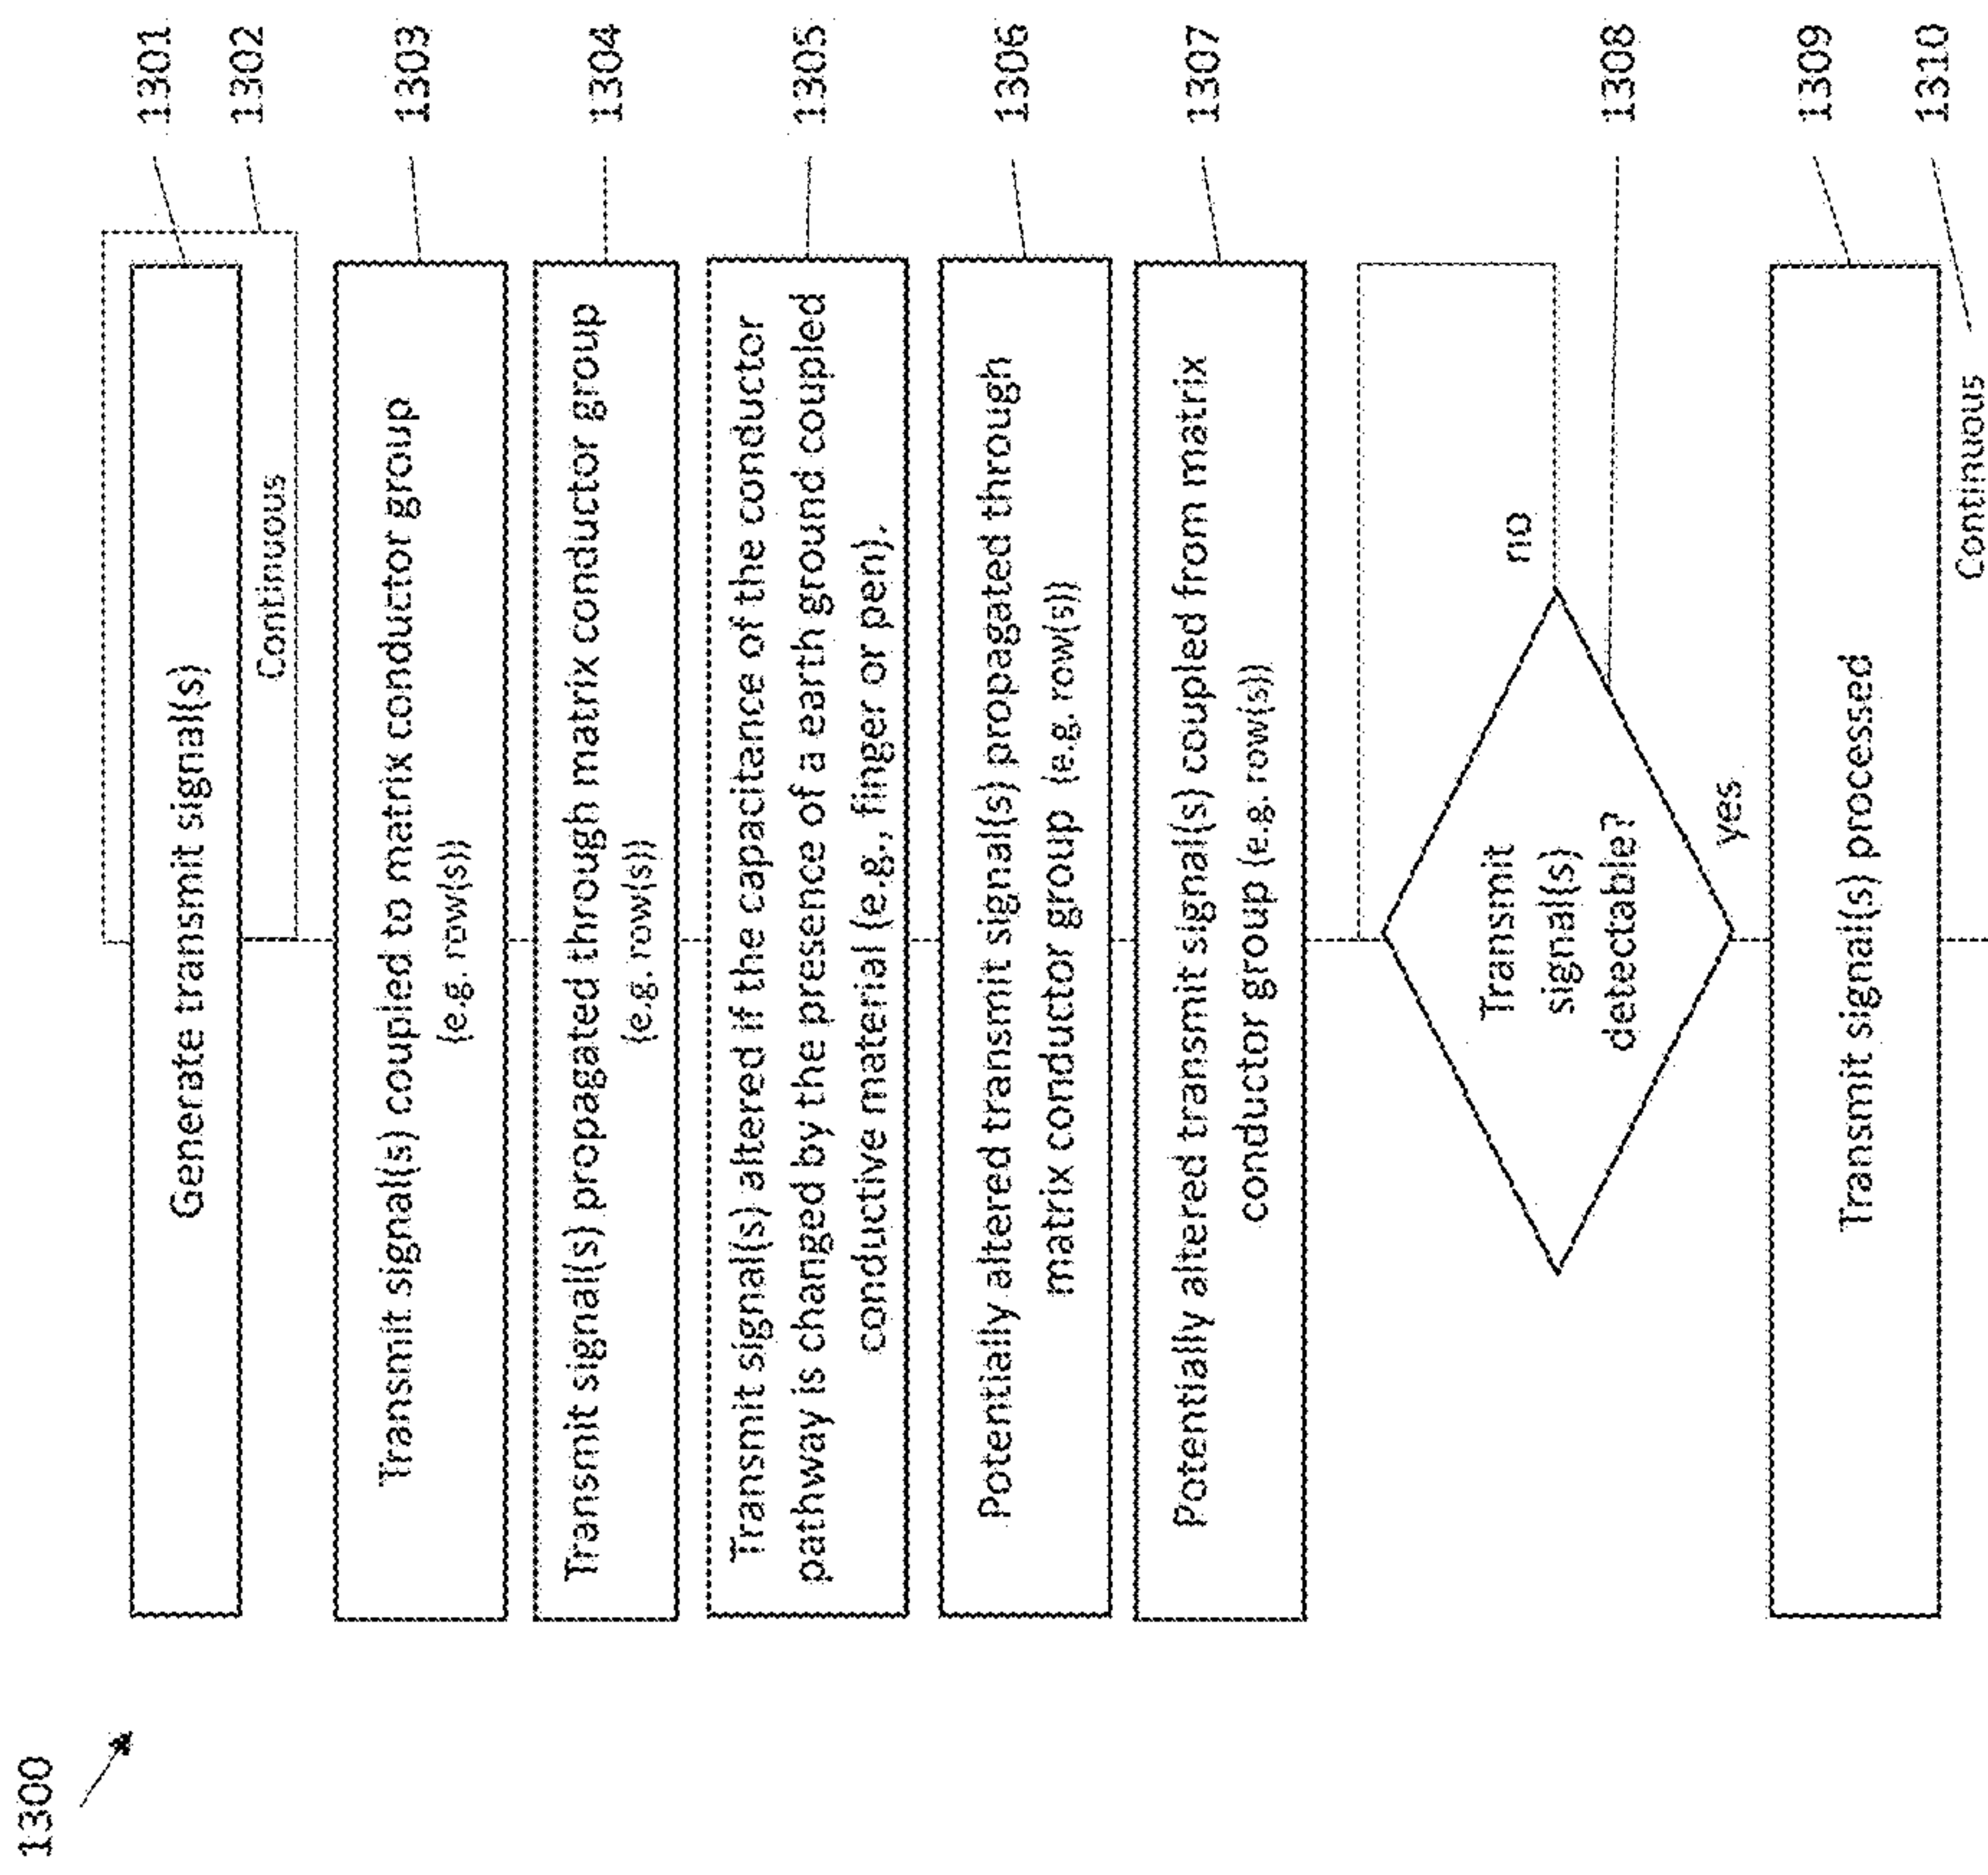 1300
Generate transmit signal(s)
1301
Continuous
1302
Transmit signal(s) coupled to matrix conductor group
(e.g. row(s))
1303
Transmit signal(s) propagated through matrix conductor group
(e.g. row(s))
1304
Transmit signal(s) altered if the capacitance of the conductor
pathway is changed by the presence of a earth ground coupled
conductive material (e.g., finger or pen).
1305
Potentially altered transmit signal(s) propagated through
matrix conductor group (e.g. row(s))
1306
Potentially altered transmit signal(s) coupled from matrix
conductor group (e.g. row(s))
1307
Transmit
signal(s)
detectable?
no
1308
yes
Transmit signal(s) processed
1309
Continuous
1310